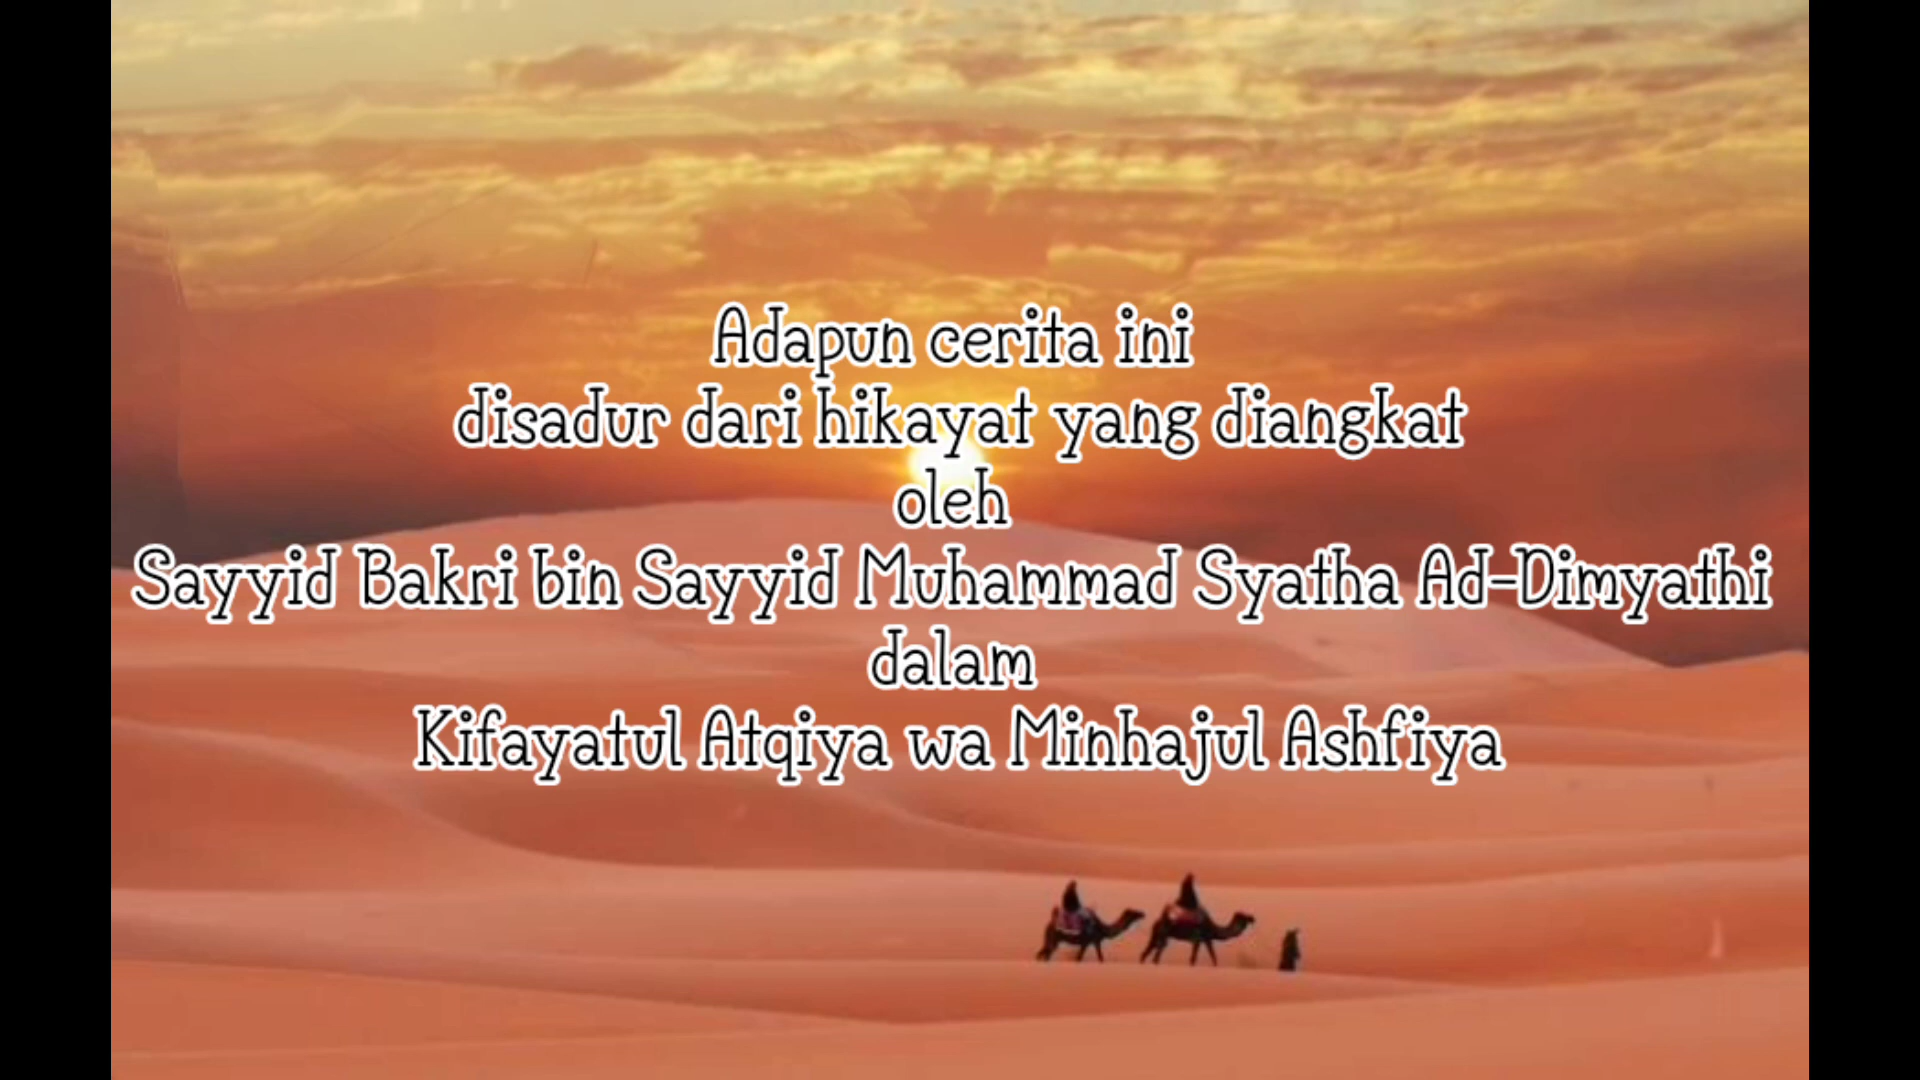 Adapun cerita ini
disadur dari hikayat yang diangkat
oleh
Sayyid Bakri bin Sayyid Muhammad Syatha Ad-Dimyathi
dalam
Kifayatul Atqiya wa Minhajul Ashfiya